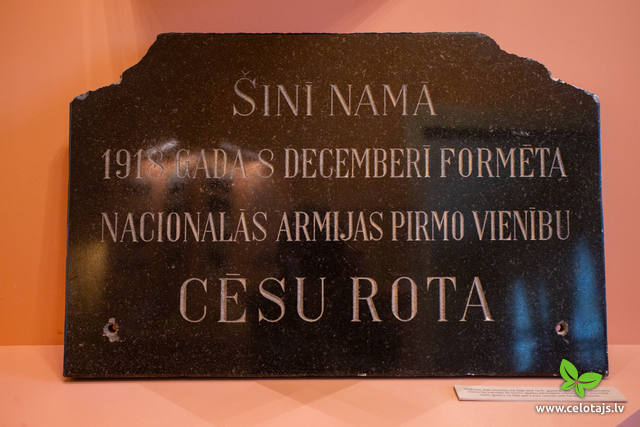 ŠINĪ NAMĀ
1918 GADA 8 DECEMBERĪ FORMĒTA
NACIONALĀS ARMIJAS PIRMO VIENĪBU
CĒSU ROTA
www.celotajs.lv